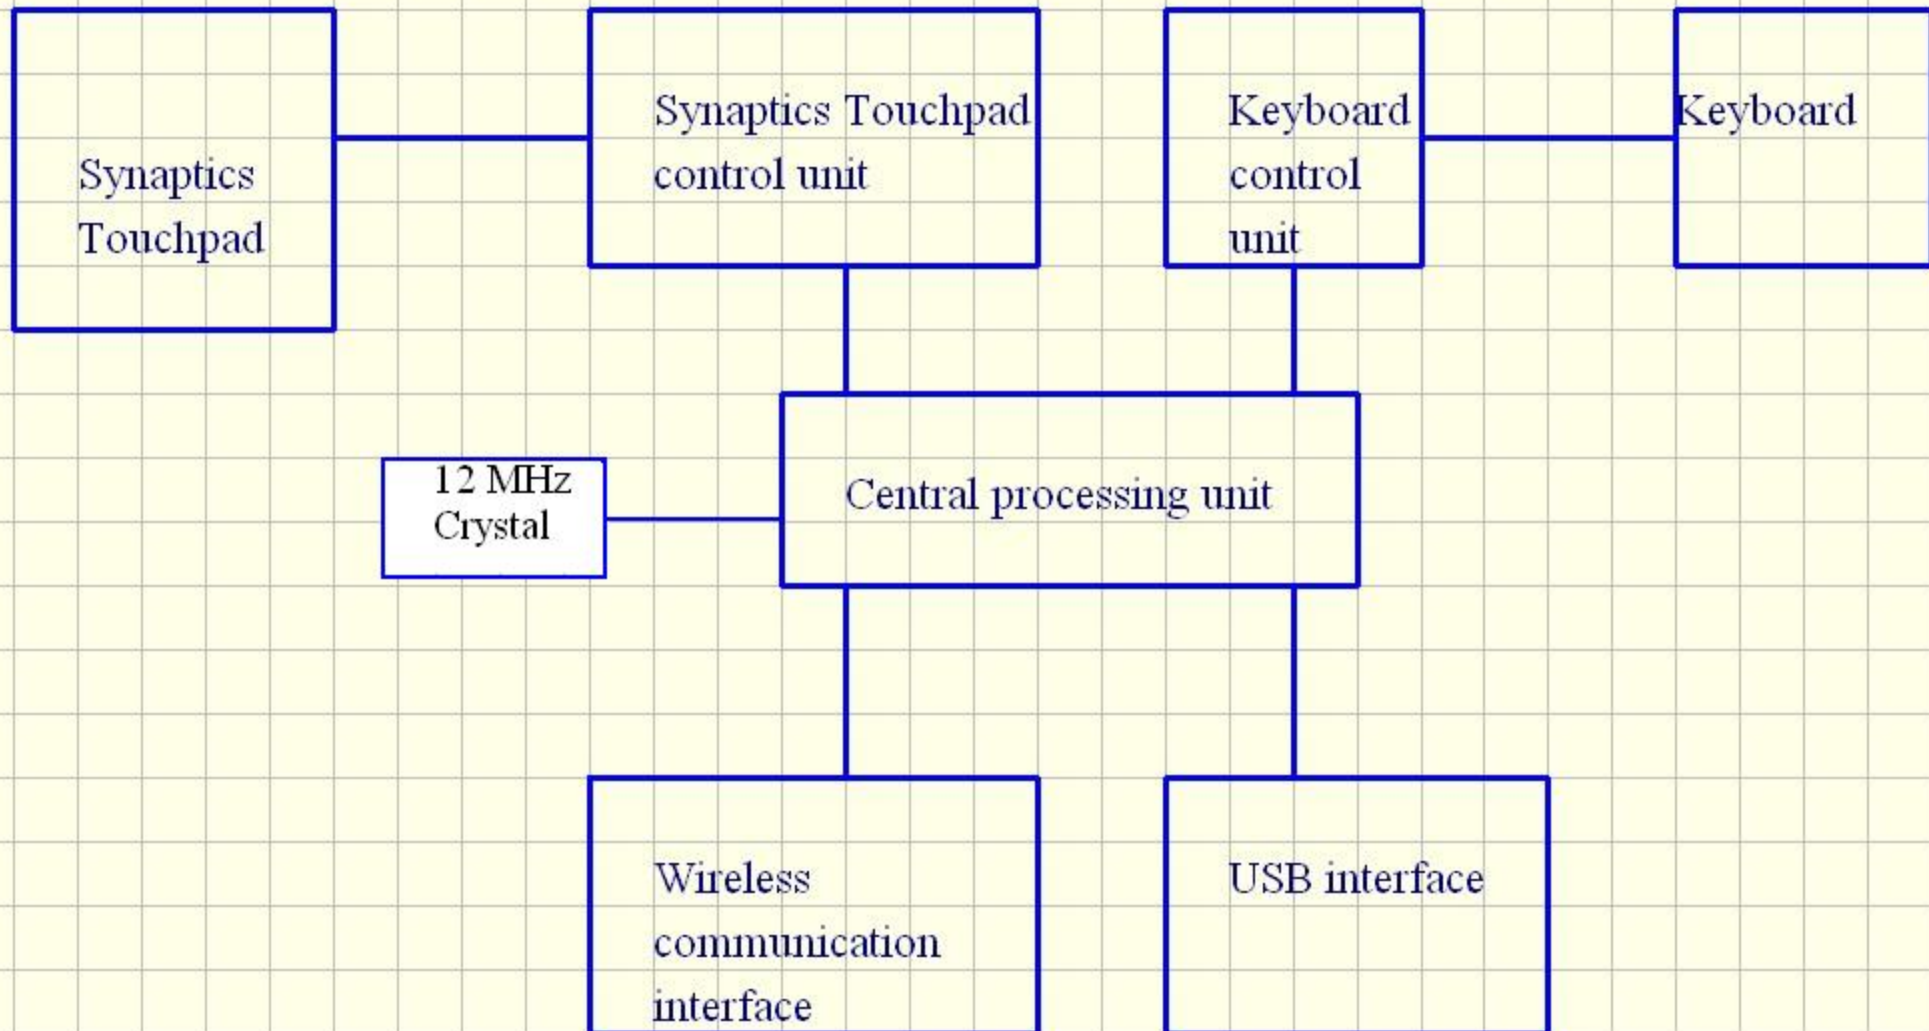 Synaptics
Touchpad
Synaptics Touchpad
control unit
Keyboard
control
unit
Keyboard
12 MHz
Crystal
Central processing unit
Wireless
communication
interface
USB interface